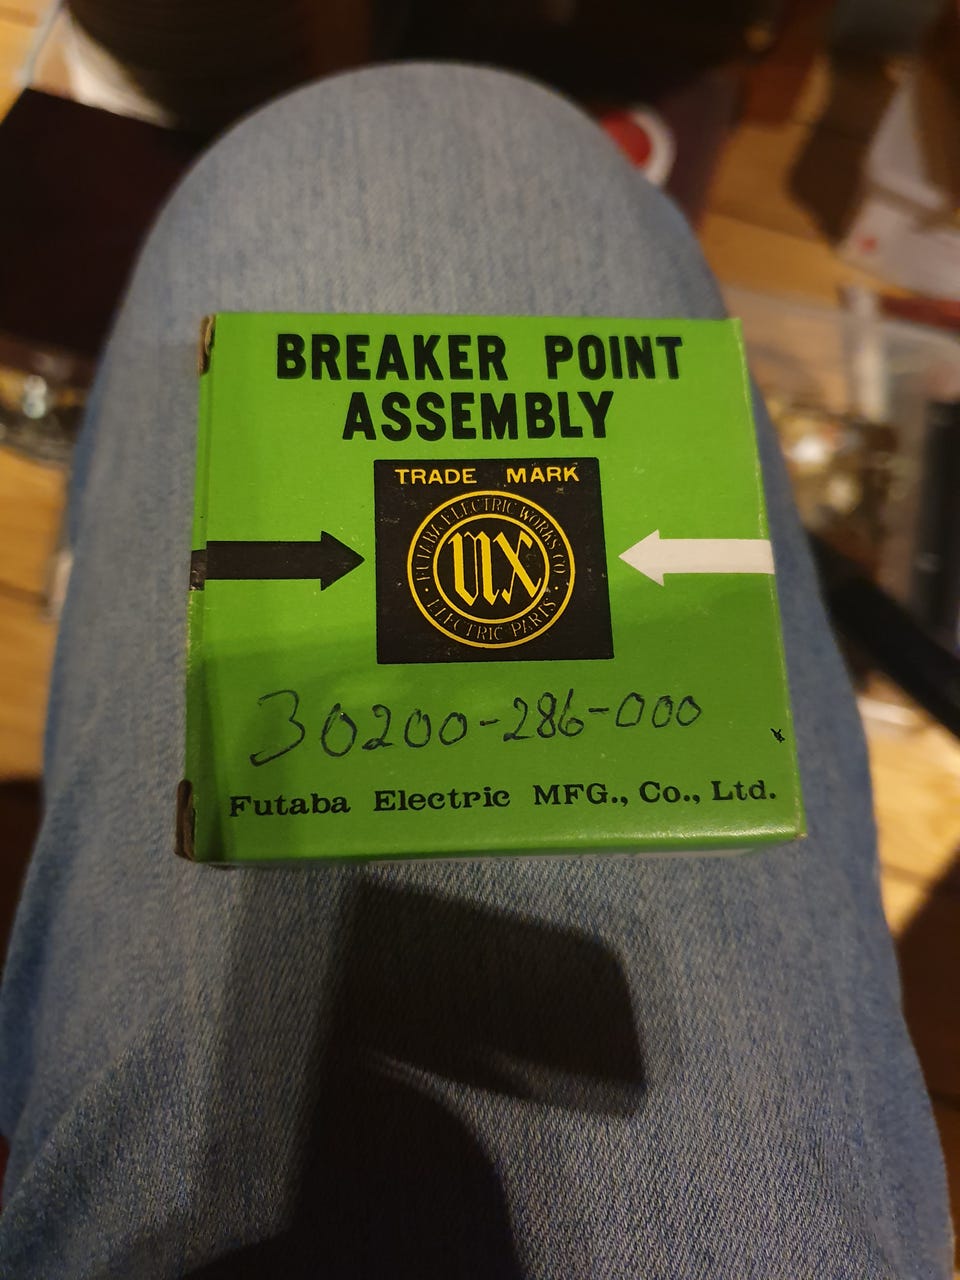 BREAKER POINT
ASSEMBLY
TRADE MARK
FUTABA ELECTRIC WORKS CO
NX
ELECTRIC PARTS
30200-286-000
Futaba Electric MFG., Co., Ltd.